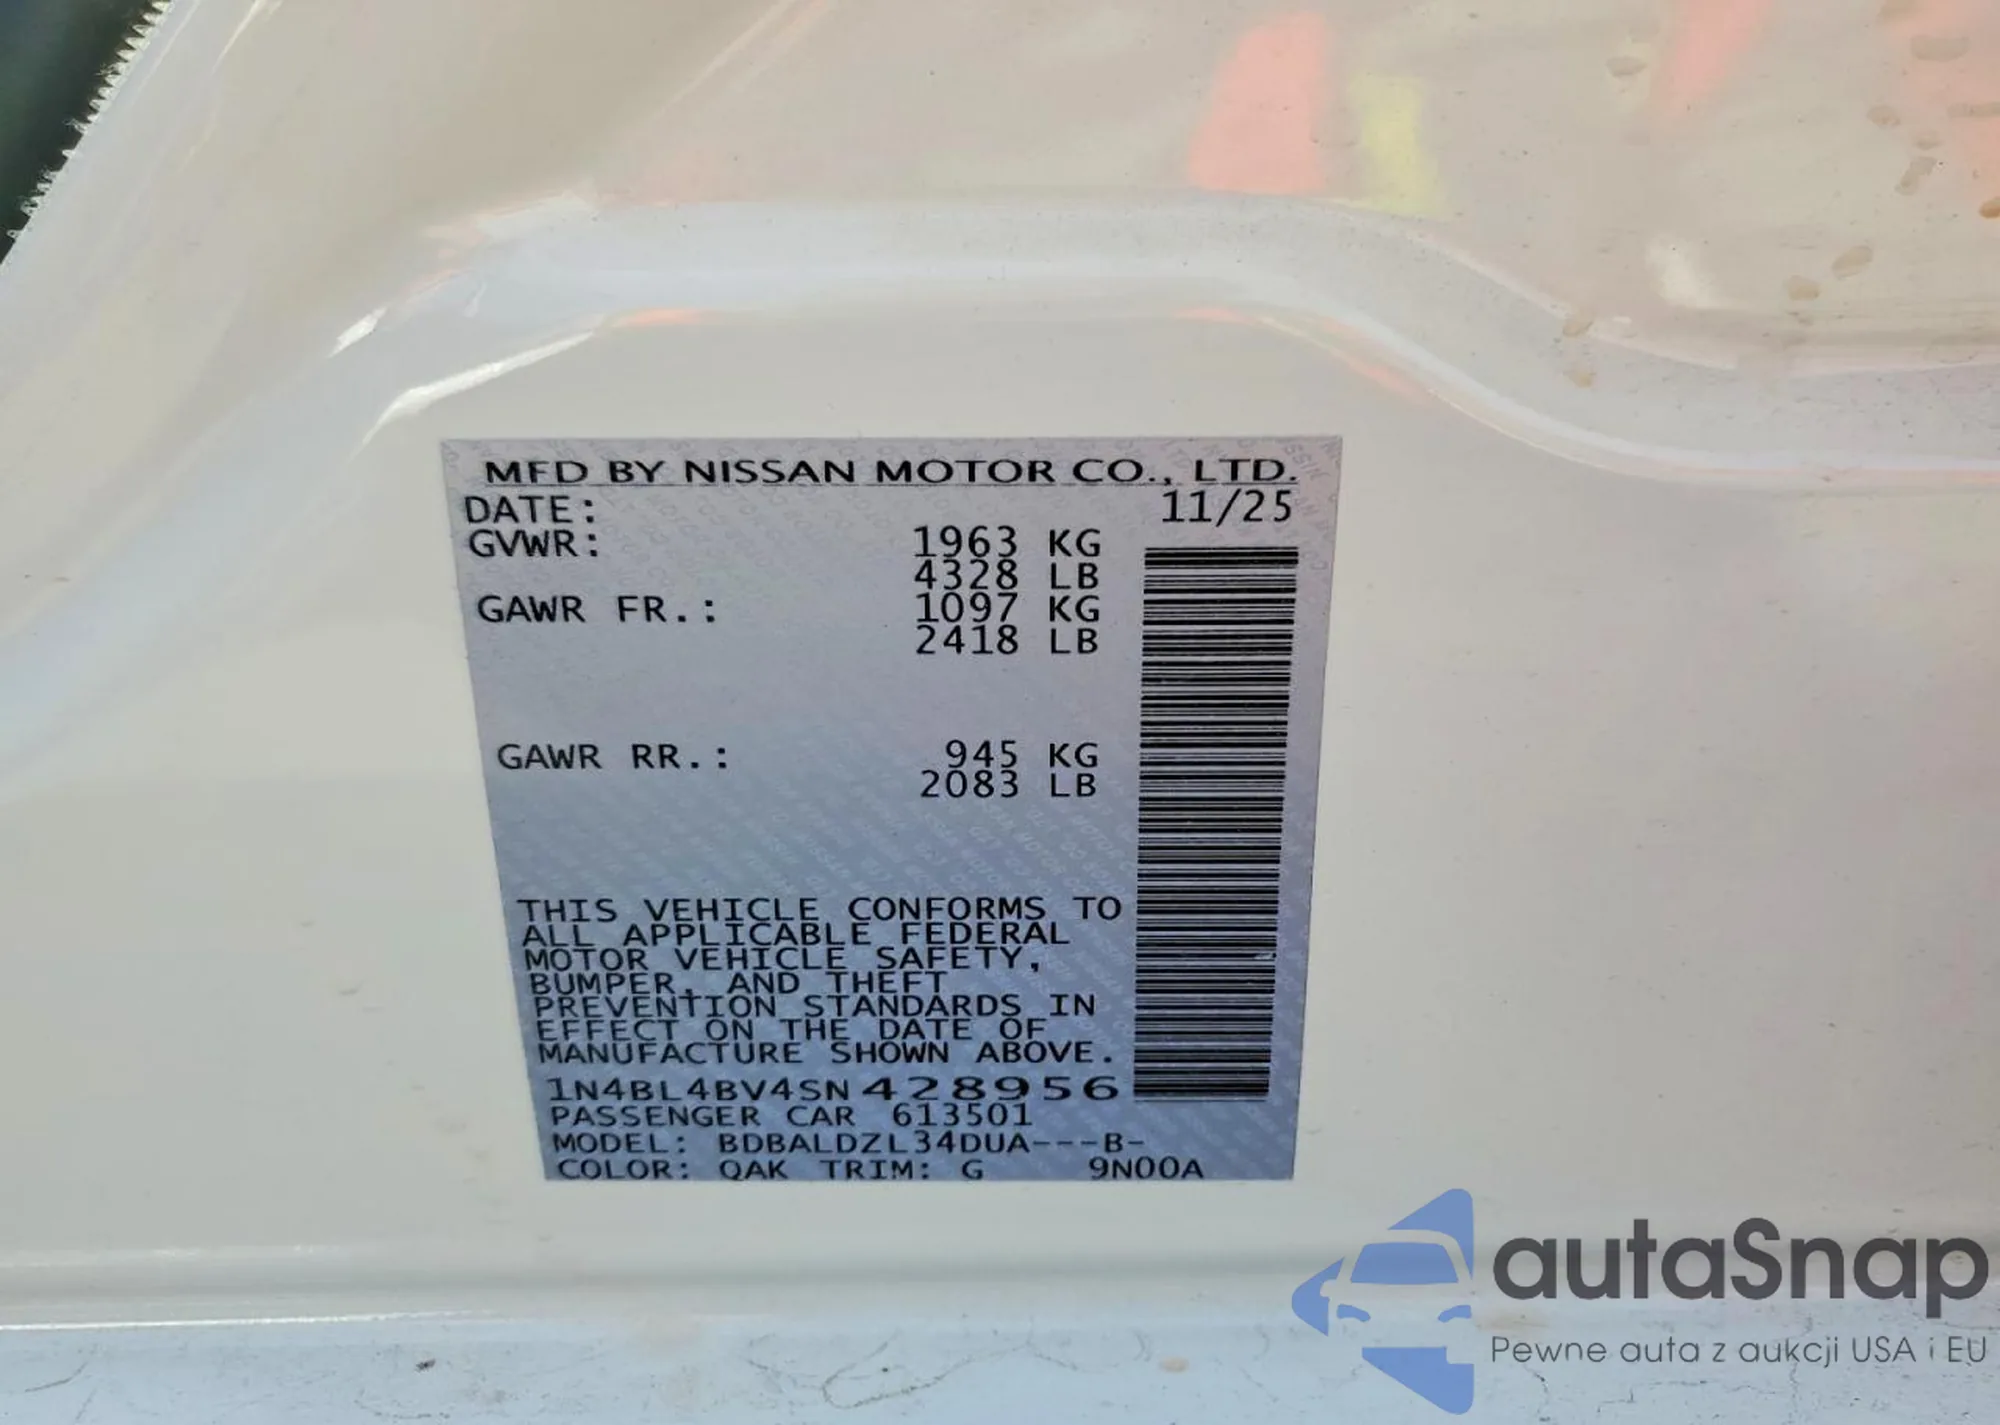 MFD BY NISSAN MOTOR CO., LTD.
DATE: 11/25
GVWR: 1963 KG
4328 LB
GAWR FR.: 1097 KG
2418 LB
GAWR RR.: 945 KG
2083 LB
THIS VEHICLE CONFORMS TO
ALL APPLICABLE FEDERAL
MOTOR VEHICLE SAFETY,
BUMPER, AND THEFT
PREVENTION STANDARDS IN
EFFECT ON THE DATE OF
MANUFACTURE SHOWN ABOVE.
1N4BL4BV4SN428956
PASSENGER CAR 613501
MODEL: BDBALDZL34DUA---B-
COLOR: QAK TRIM: G 9N00A
autaSnap
Pewne auta z aukcji USA i EU